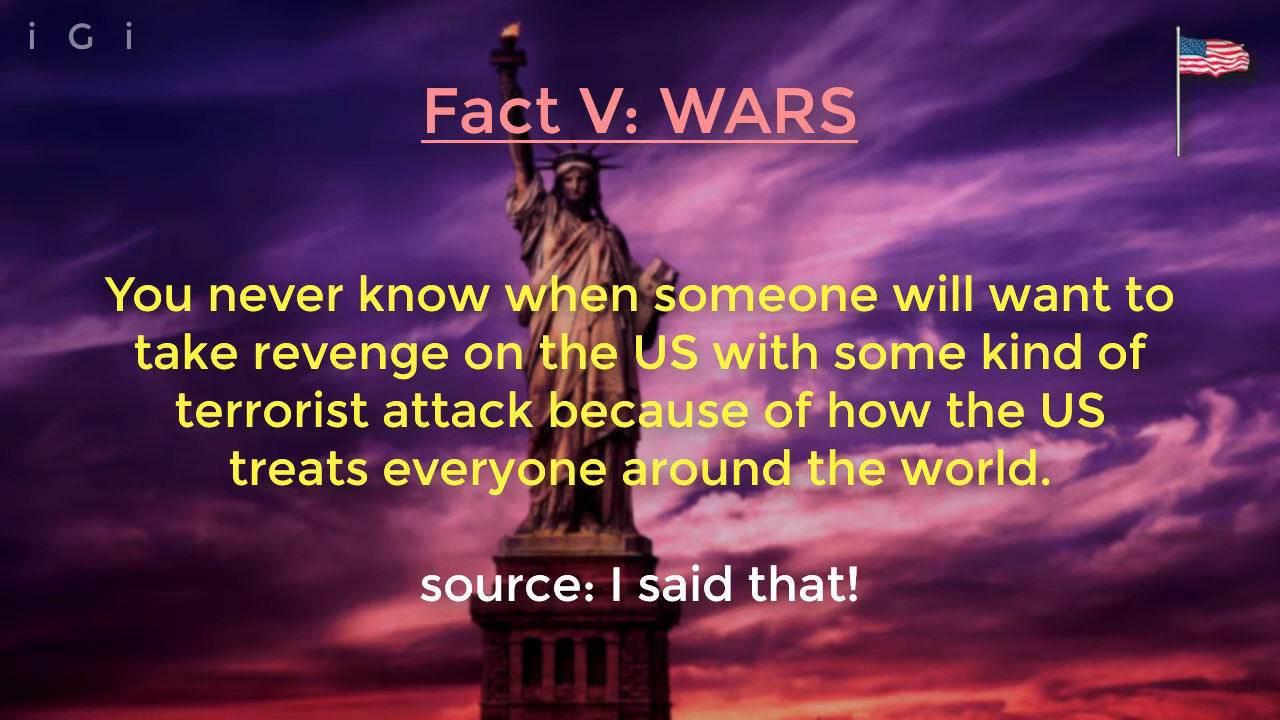 i G i
Fact V: WARS
You never know when someone will want to
take revenge on the US with some kind of
terrorist attack because of how the US
treats everyone around the world.
source: I said that!